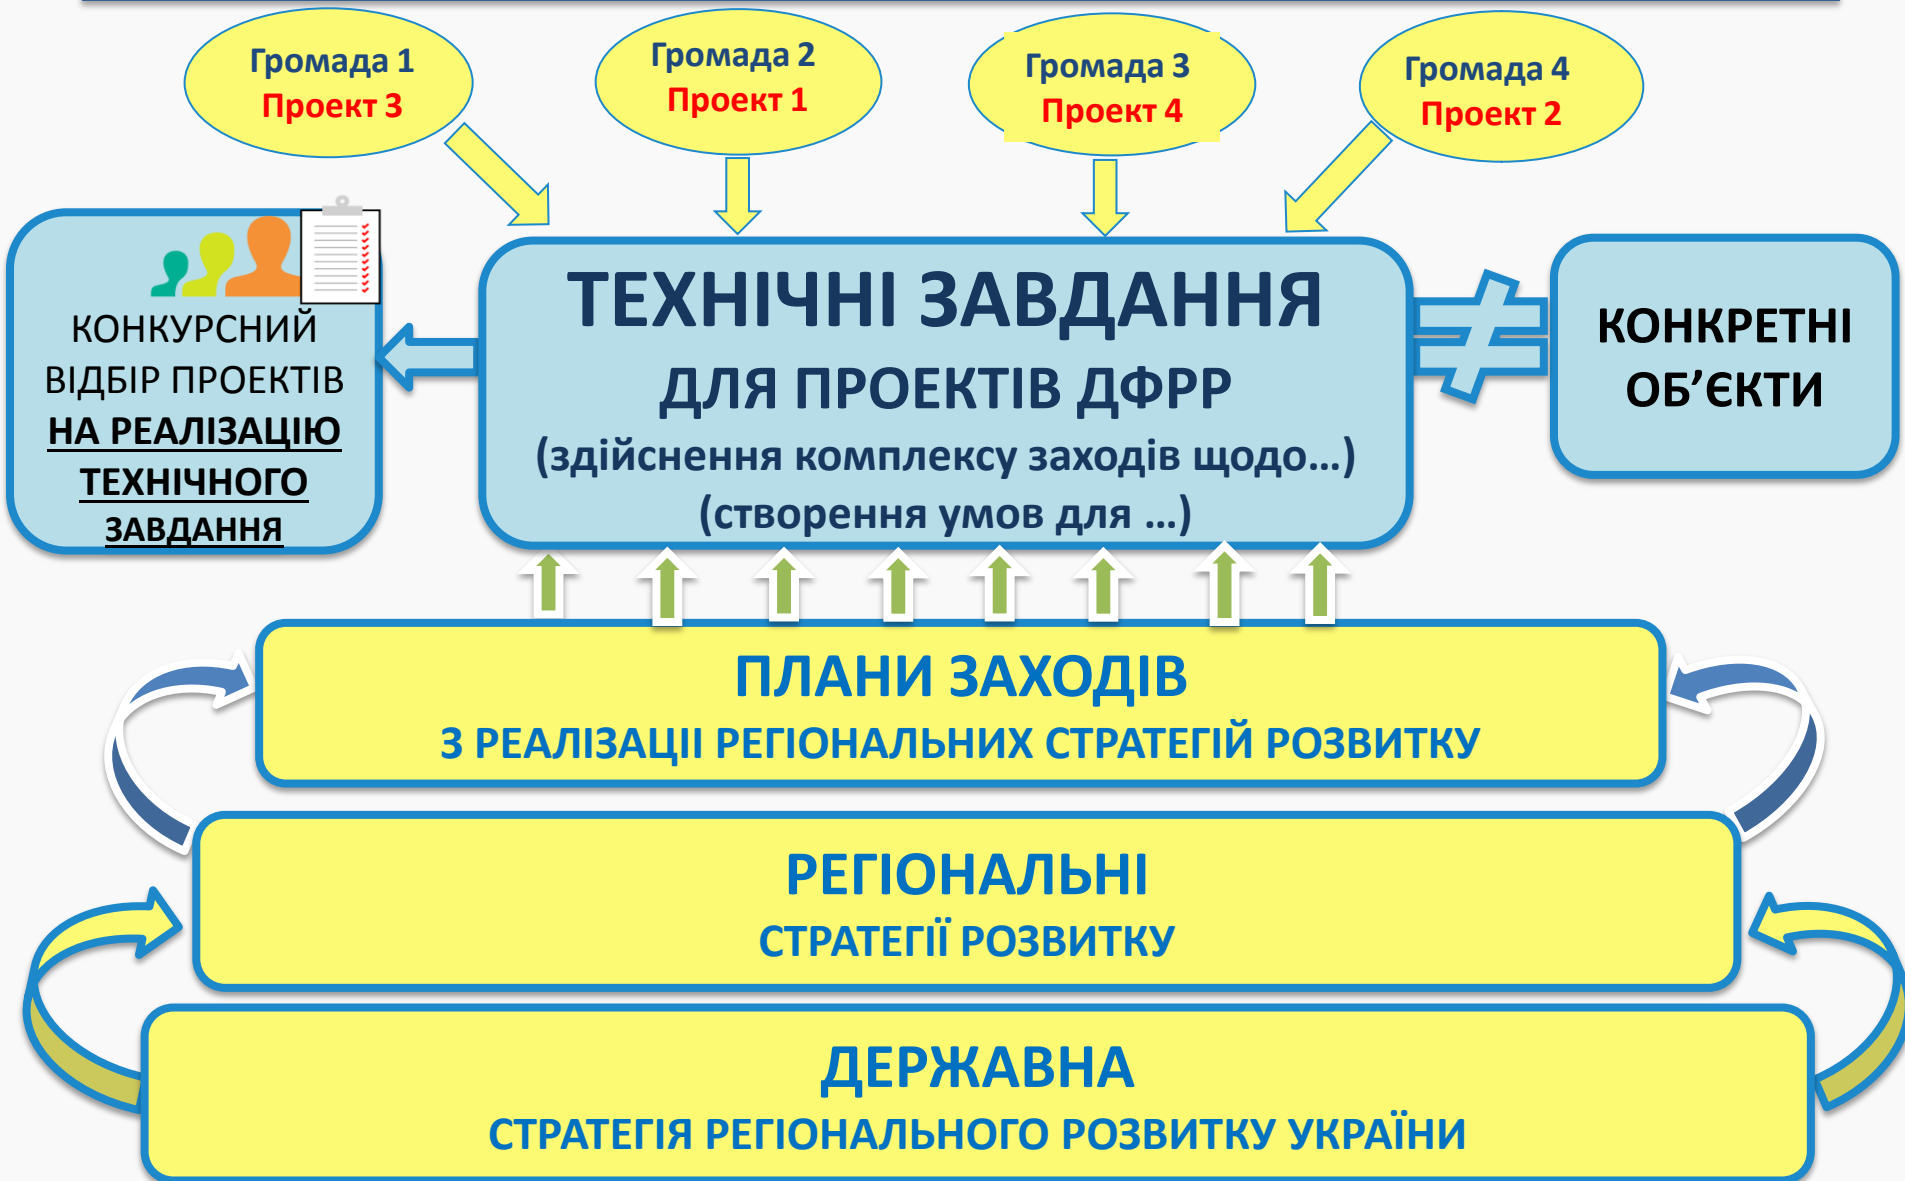 Громада 1
Проект 3
Громада 2
Проект 1
Громада 3
Проект 4
Громада 4
Проект 2
КОНКУРСНИЙ
ВІДБІР ПРОЕКТІВ
НА РЕАЛІЗАЦІЮ
ТЕХНІЧНОГО
ЗАВДАННЯ
ТЕХНІЧНІ ЗАВДАННЯ
ДЛЯ ПРОЕКТІВ ДФРР
(здійснення комплексу заходів щодо...)
(створення умов для ...)
≠
КОНКРЕТНІ
ОБ’ЄКТИ
ПЛАНИ ЗАХОДІВ
З РЕАЛІЗАЦІІ РЕГІОНАЛЬНИХ СТРАТЕГІЙ РОЗВИТКУ
РЕГІОНАЛЬНІ
СТРАТЕГІЇ РОЗВИТКУ
ДЕРЖАВНА
СТРАТЕГІЯ РЕГІОНАЛЬНОГО РОЗВИТКУ УКРАЇНИ